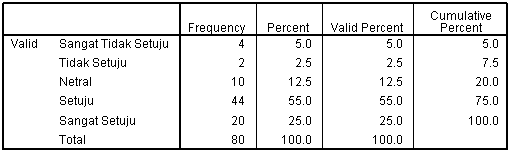 Frequency Percent Valid Percent Cumulative Percent
Valid Sangat Tidak Setuju 4 5.0 5.0 5.0
Tidak Setuju 2 2.5 2.5 7.5
Netral 10 12.5 12.5 20.0
Setuju 44 55.0 55.0 75.0
Sangat Setuju 20 25.0 25.0 100.0
Total 80 100.0 100.0